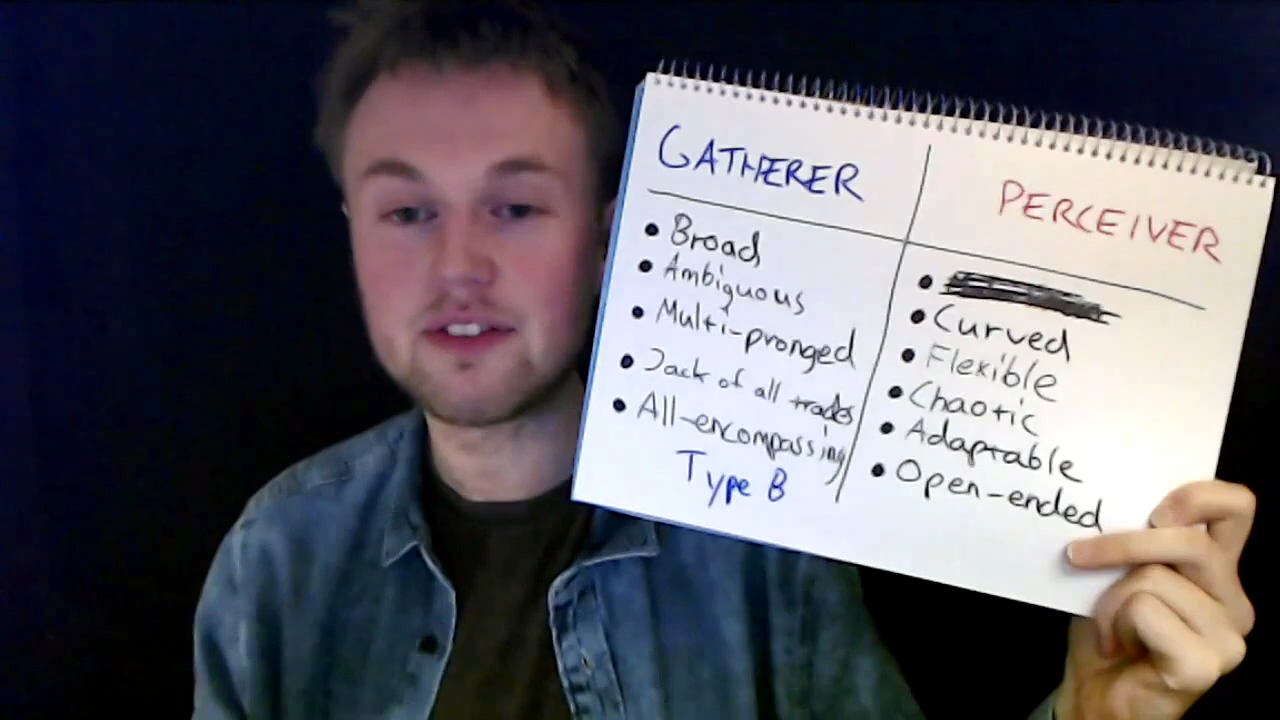 GATHERER
• Broad
• Ambiguous
• Multi-pronged
• Jack of all trades
• All-encompassing
Type B
PERCEIVER
•
• Curved
• Flexible
• Chaotic
• Adaptable
• Open-ended